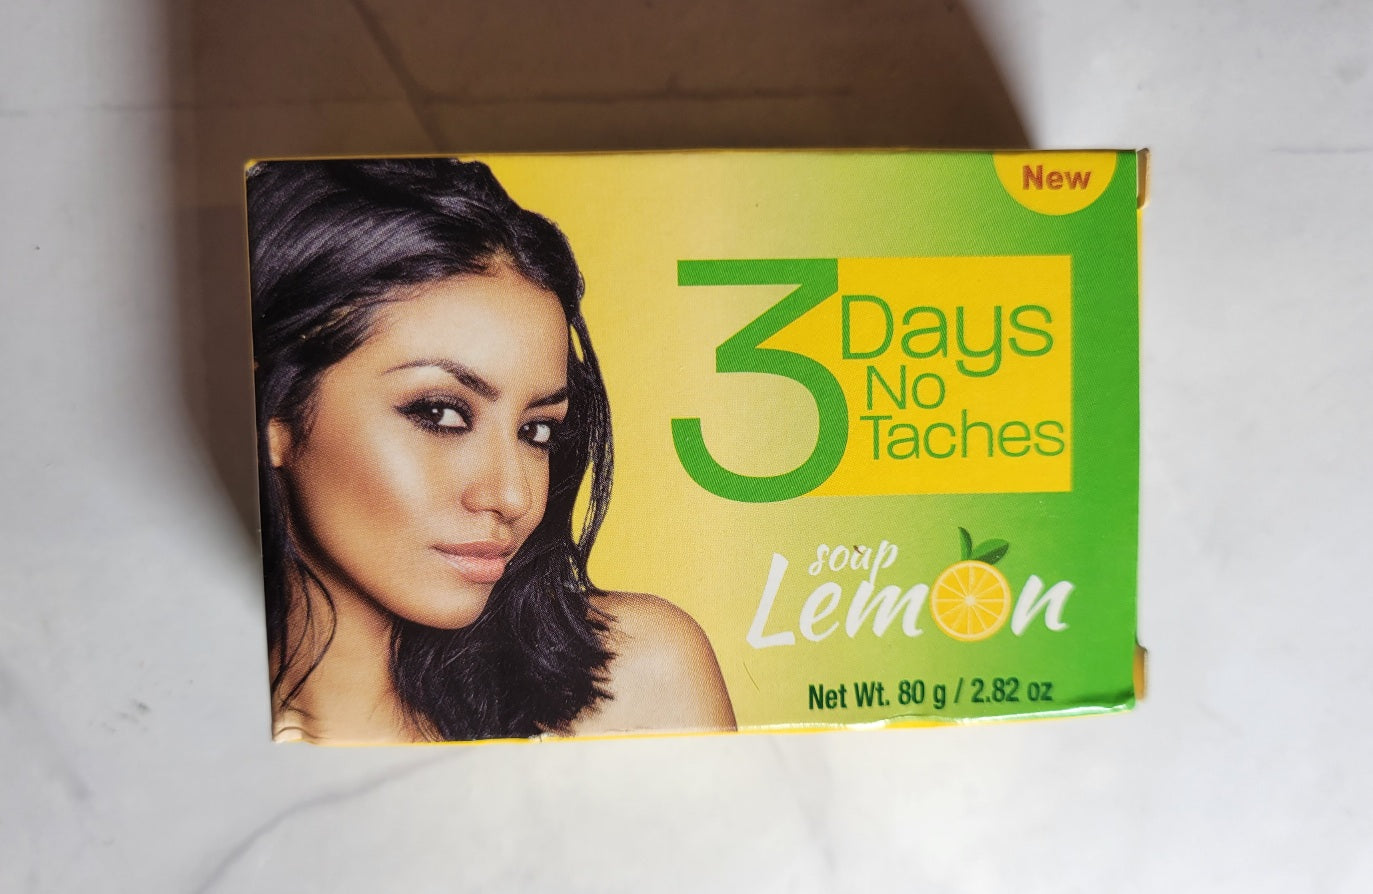 New
3
Days
No
Taches
soap
Lemon
Net Wt. 80 g / 2.82 oz